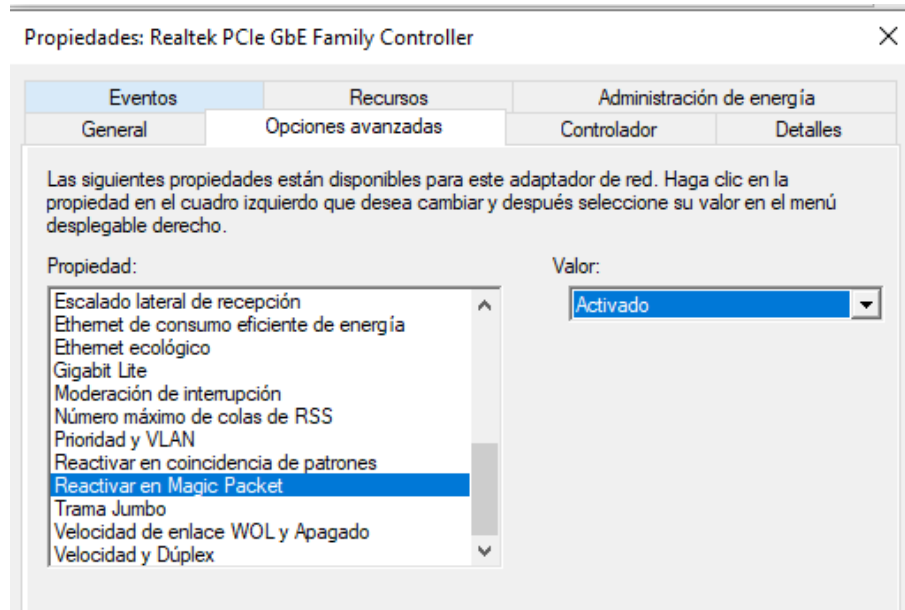 Propiedades: Realtek PCIe GbE Family Controller
Eventos
Recursos
Administración de energía
General
Opciones avanzadas
Controlador
Detalles
Las siguientes propiedades están disponibles para este adaptador de red. Haga clic en la
propiedad en el cuadro izquierdo que desea cambiar y después seleccione su valor en el menú
desplegable derecho.
Propiedad:
Valor:
Escalado lateral de recepción
Ethernet de consumo eficiente de energía
Ethernet ecológico
Gigabit Lite
Moderación de interrupción
Número máximo de colas de RSS
Prioridad y VLAN
Reactivar en coincidencia de patrones
Reactivar en Magic Packet
Trama Jumbo
Velocidad de enlace WOL y Apagado
Velocidad y Dúplex
Activado